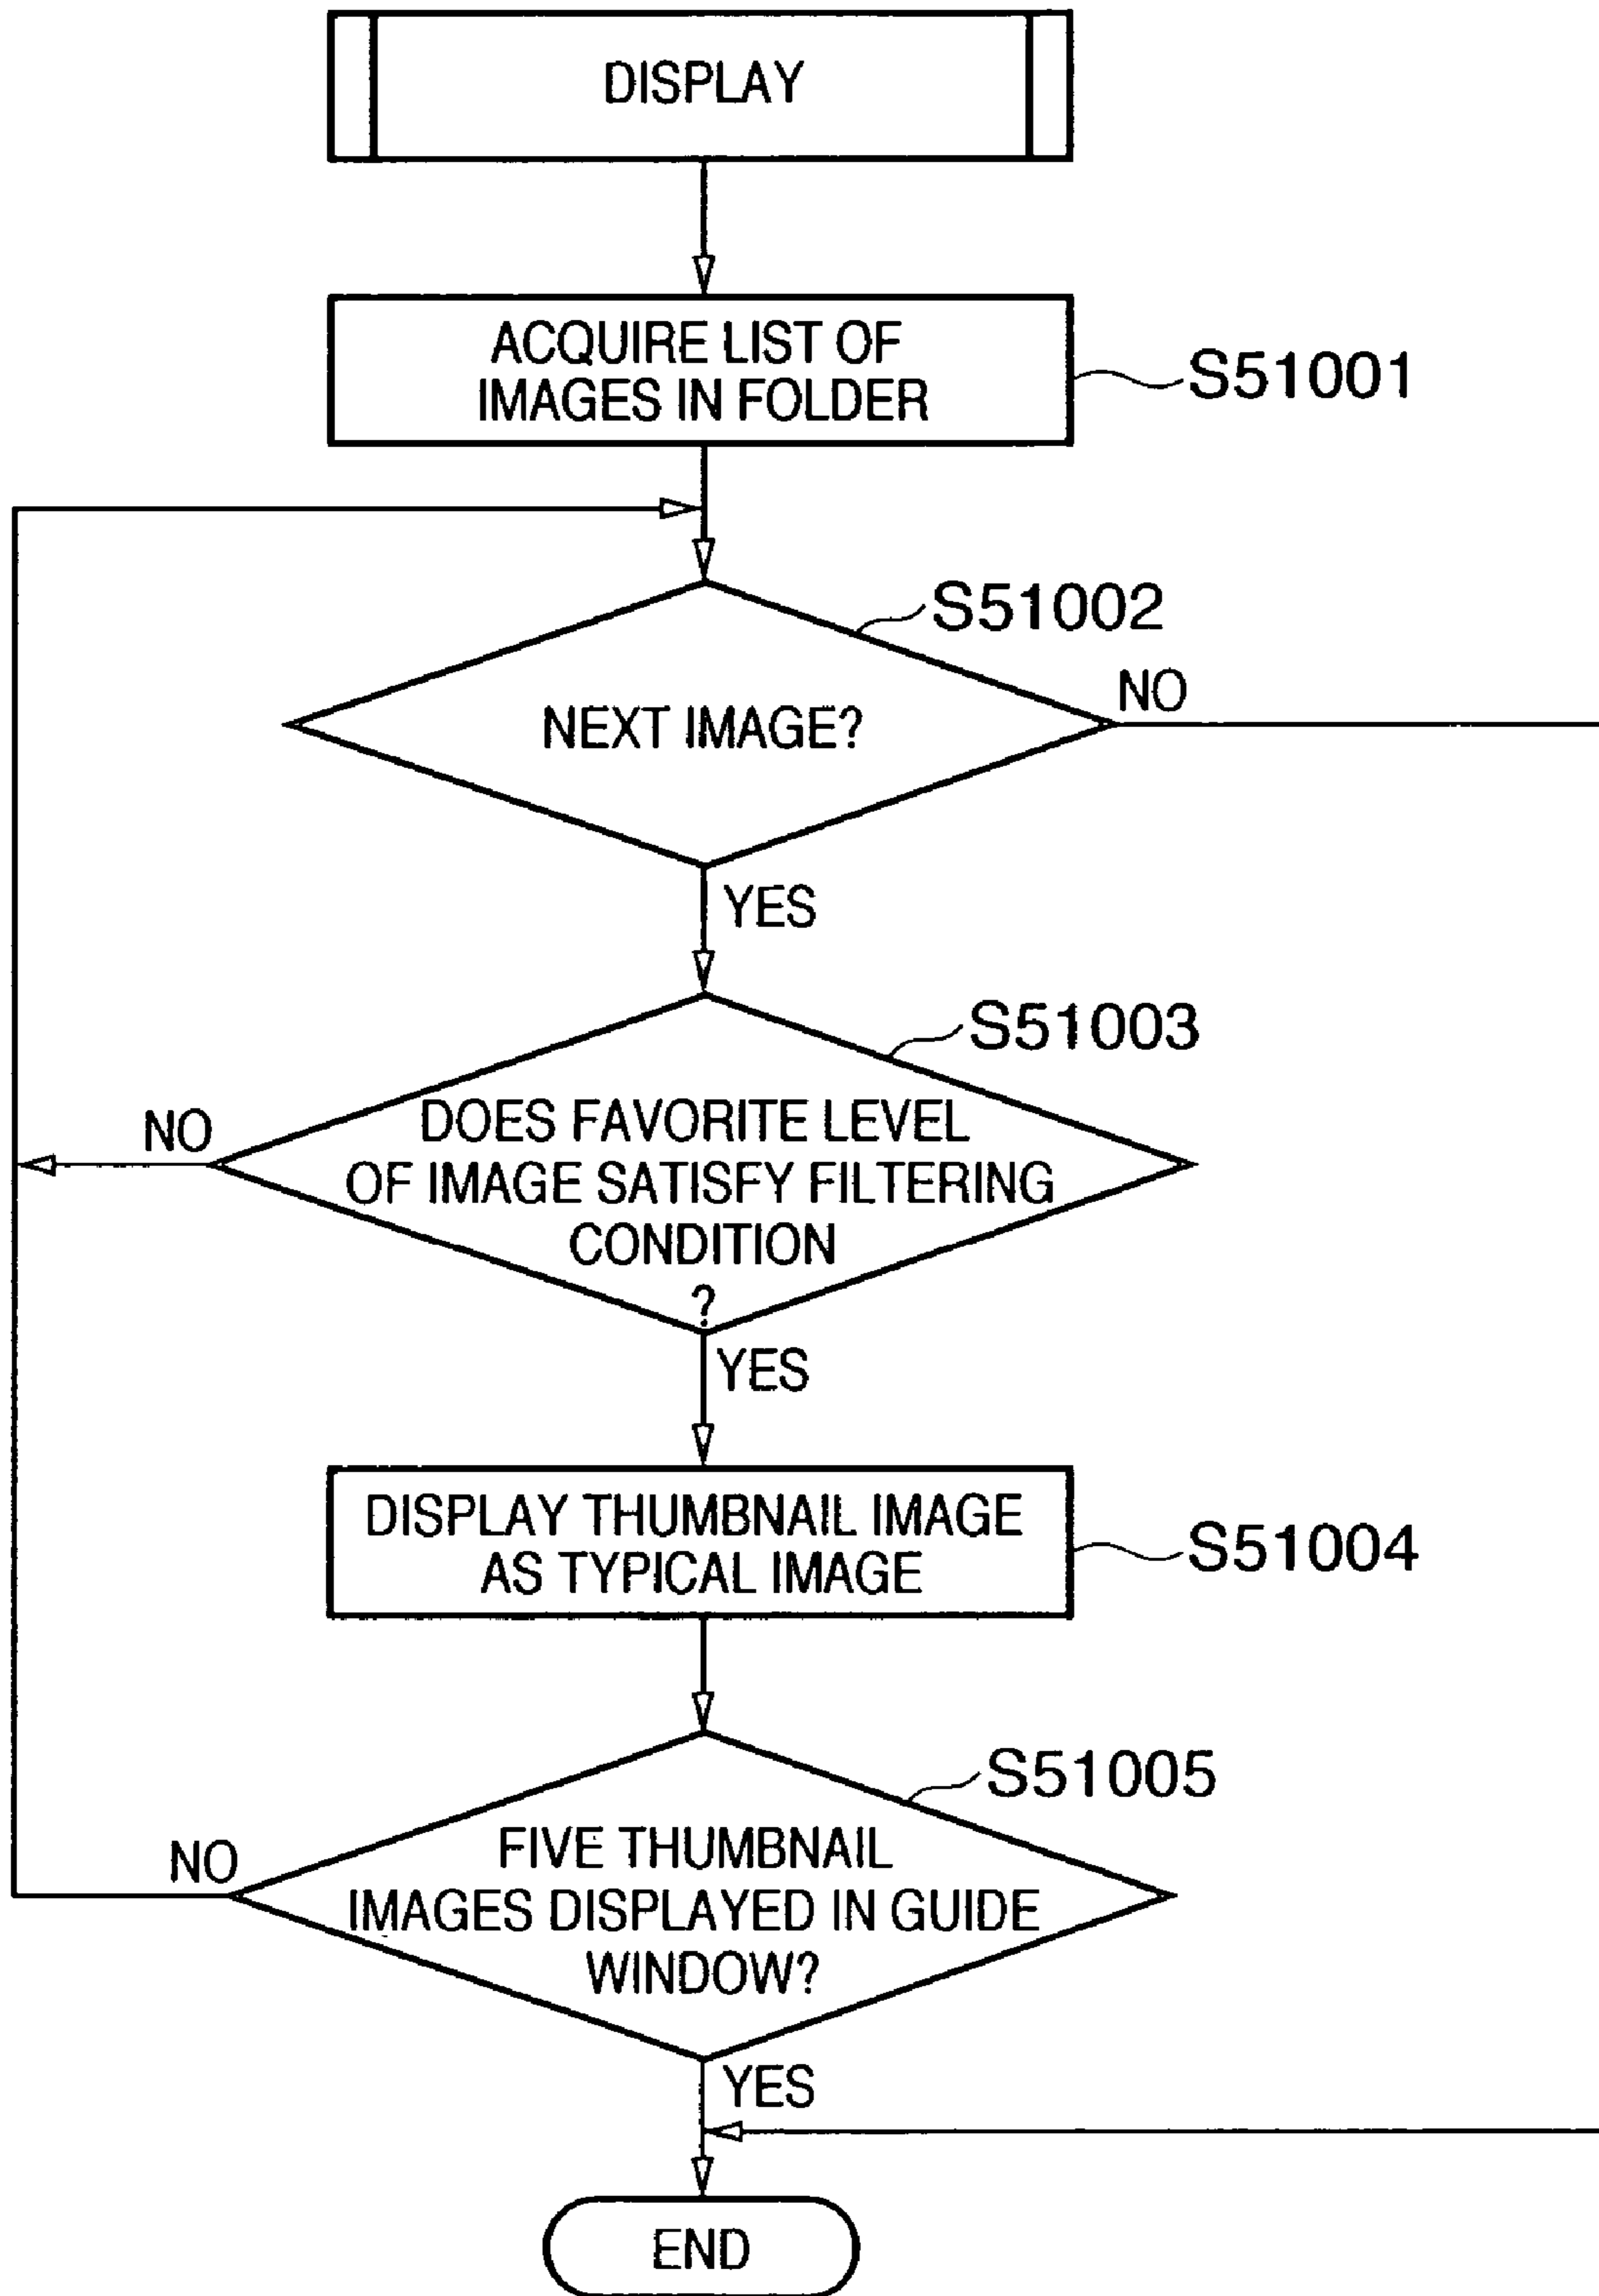 DISPLAY
ACQUIRE LIST OF
IMAGES IN FOLDER
S51001
S51002
NEXT IMAGE?
NO
YES
S51003
DOES FAVORITE LEVEL
OF IMAGE SATISFY FILTERING
CONDITION
?
NO
YES
DISPLAY THUMBNAIL IMAGE
AS TYPICAL IMAGE
S51004
S51005
FIVE THUMBNAIL
IMAGES DISPLAYED IN GUIDE
WINDOW?
NO
YES
END